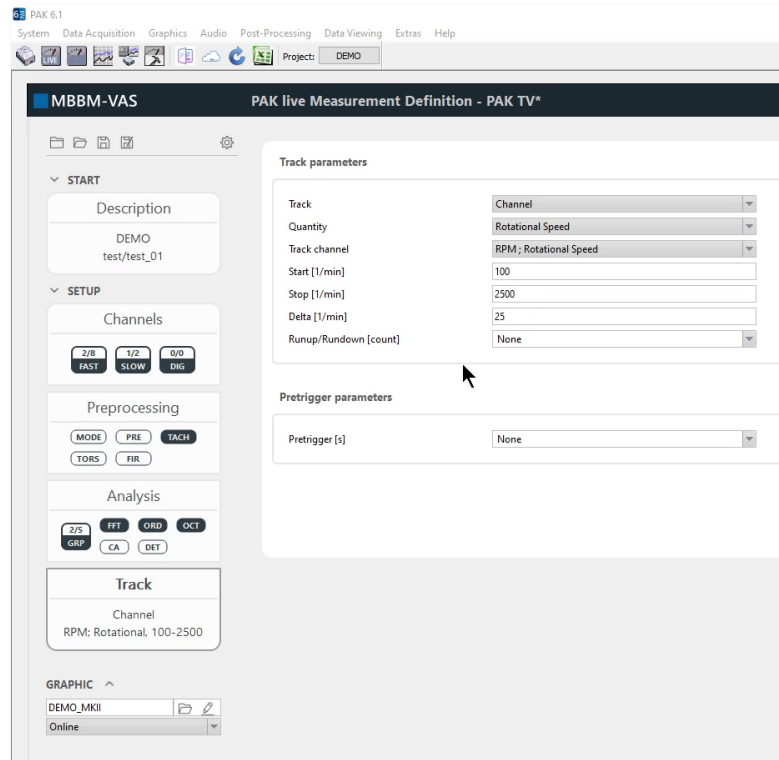 PAK 6.1
System Data Acquisition Graphics Audio Post-Processing Data Viewing Extras Help
LIVE
Project: DEMO
MBBM-VAS PAK live Measurement Definition - PAK TV*
START
Description
DEMO
test/test_01
SETUP
Channels
2/8 1/2 0/0
FAST SLOW DIG
Preprocessing
MODE PRE TACH
TORS FIR
Analysis
2/5 FFT ORD OCT
GRP CA DET
Track
Channel
RPM; Rotational, 100-2500
GRAPHIC
DEMO_MKII
Online
Track parameters
Track Channel
Quantity Rotational Speed
Track channel RPM ; Rotational Speed
Start [1/min] 100
Stop [1/min] 2500
Delta [1/min] 25
Runup/Rundown [count] None
Pretrigger parameters
Pretrigger [s] None